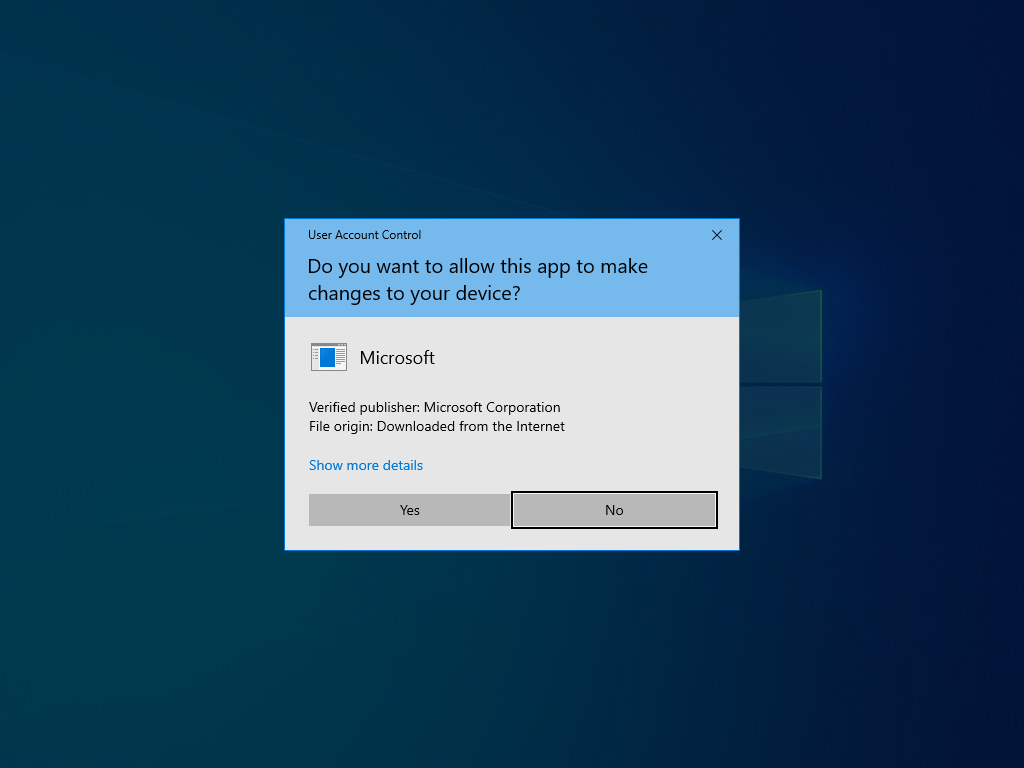 User Account Control
Do you want to allow this app to make
changes to your device?
Microsoft
Verified publisher: Microsoft Corporation
File origin: Downloaded from the Internet
Show more details
Yes
No